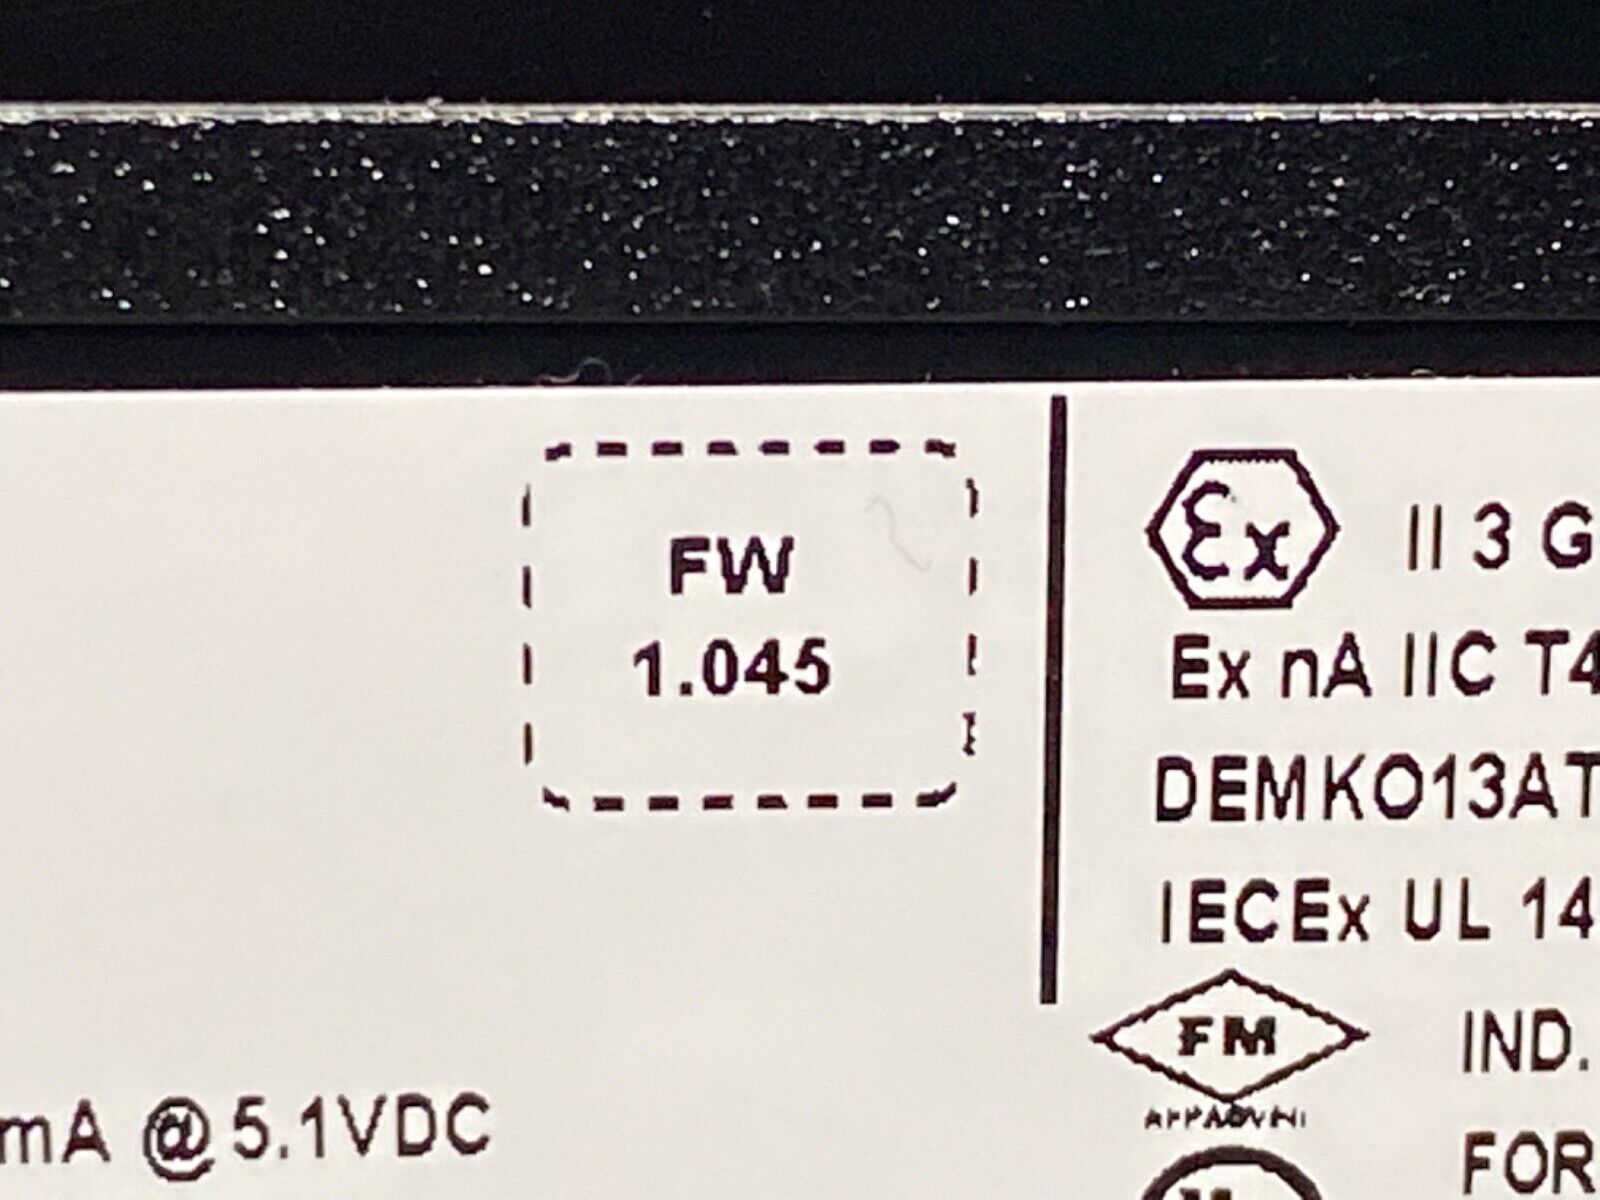 FW
1.045
mA @ 5.1VDC
Ex II 3 G
Ex nA IIC T4
DEMKO13AT
IECEx UL 14
FM IND.
FOR